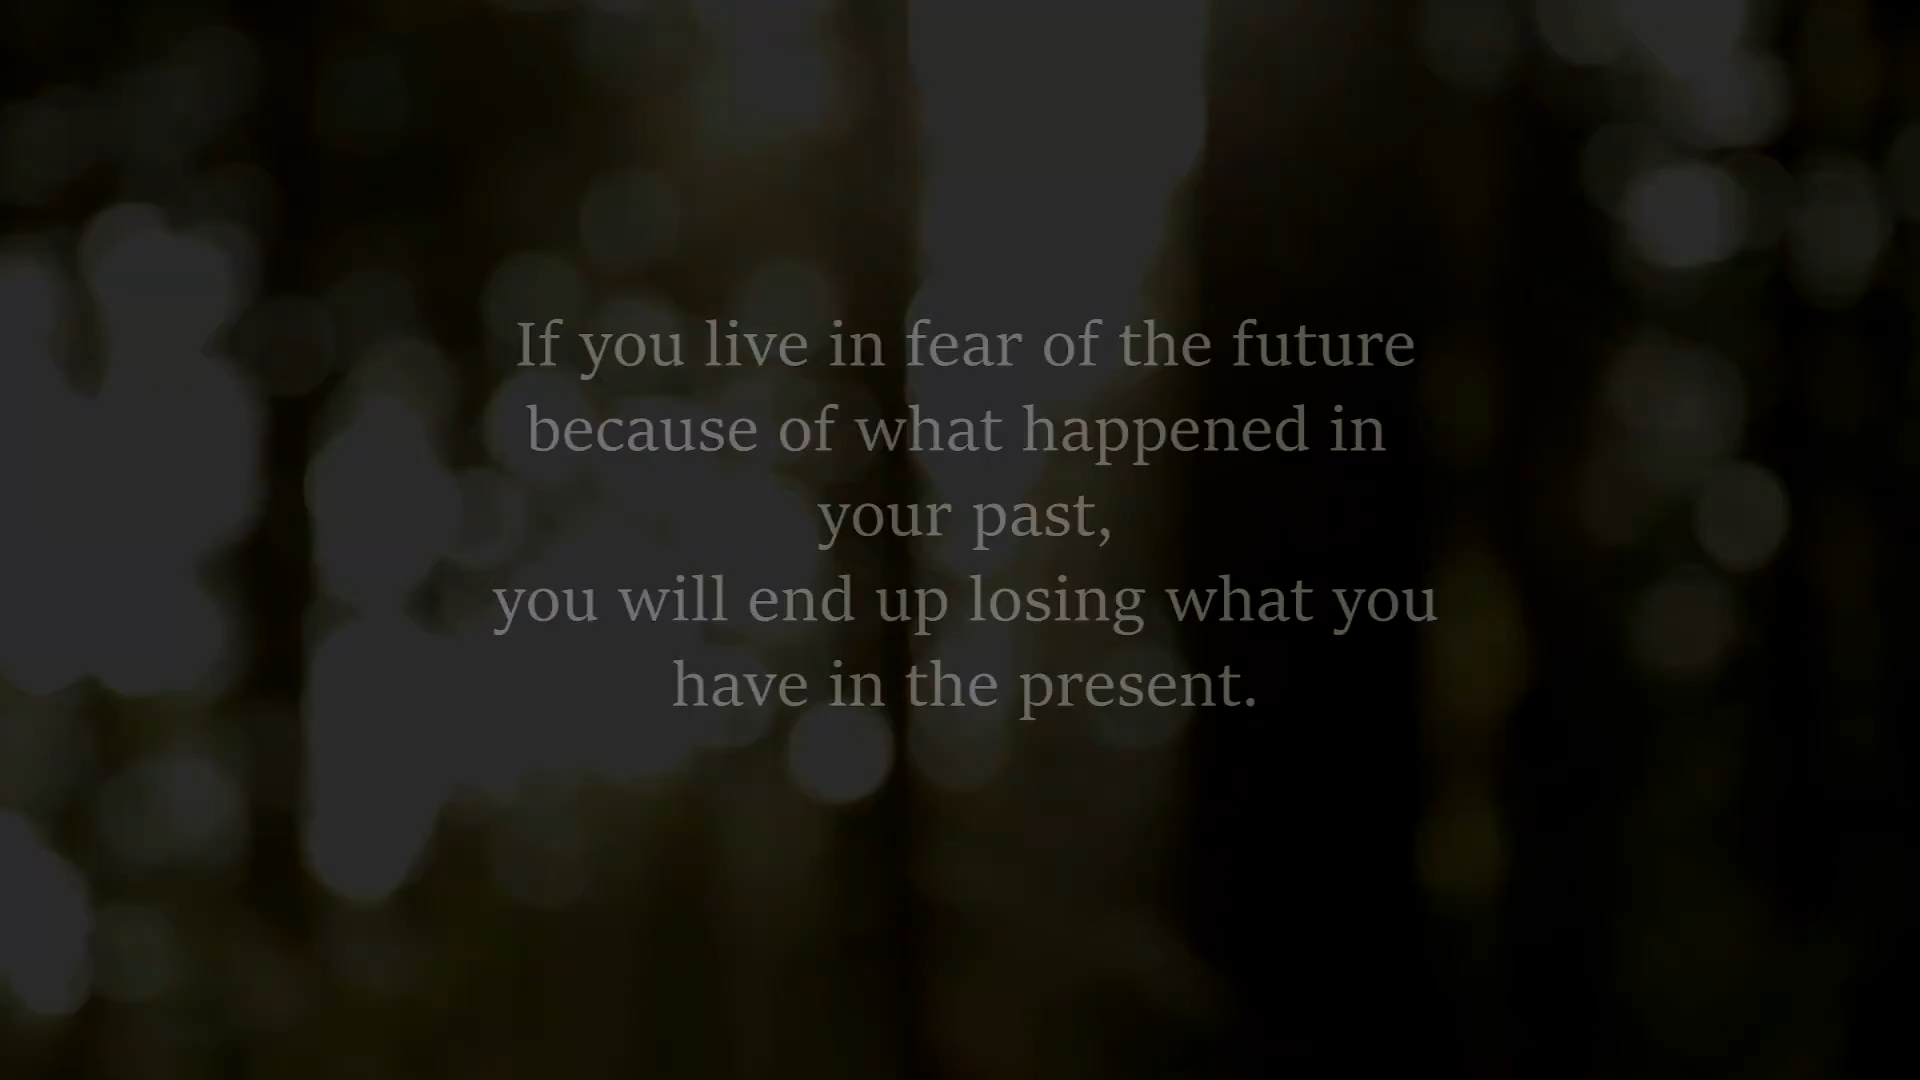 If you live in fear of the future
because of what happened in
your past,
you will end up losing what you
have in the present.